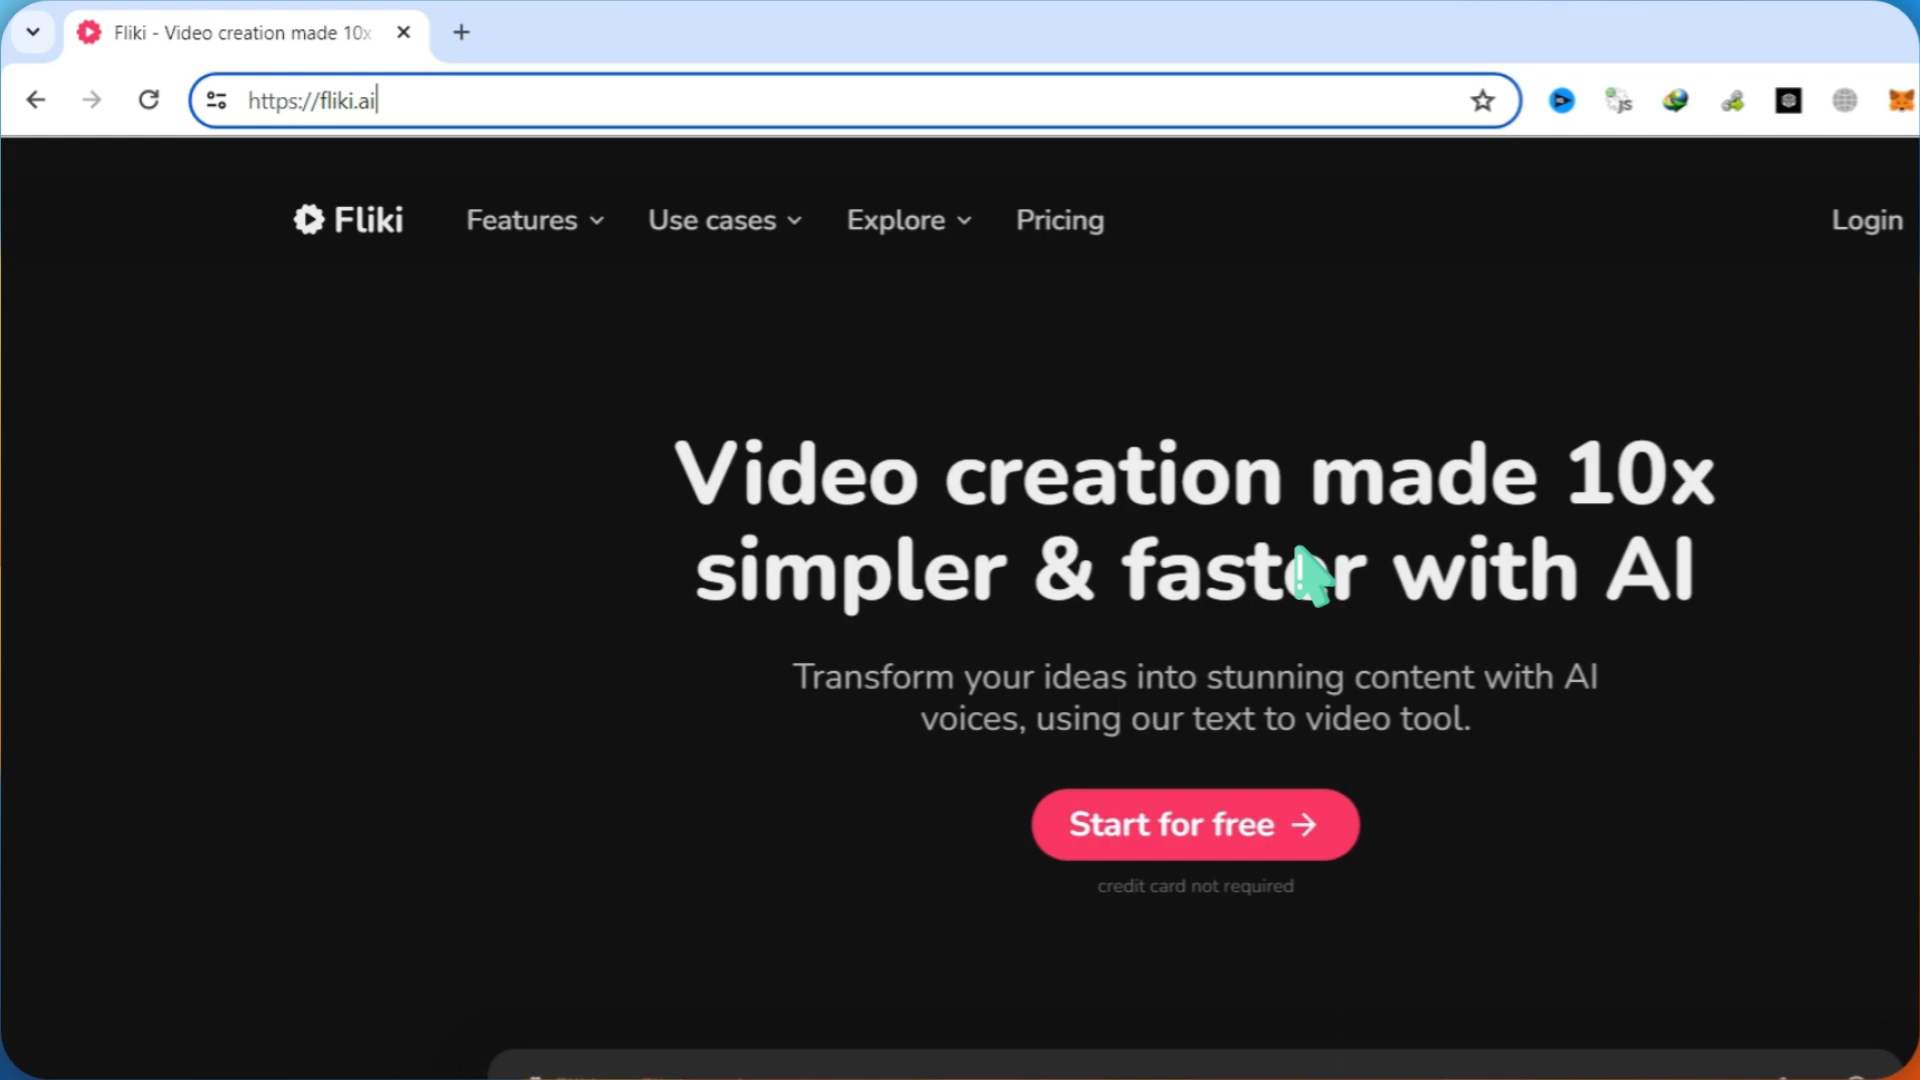 Fliki - Video creation made 10x
https://fliki.ai
js
Fliki
Features
Use cases
Explore
Pricing
Login
Video creation made 10x
simpler & faster with AI
Transform your ideas into stunning content with AI
voices, using our text to video tool.
Start for free →
credit card not required